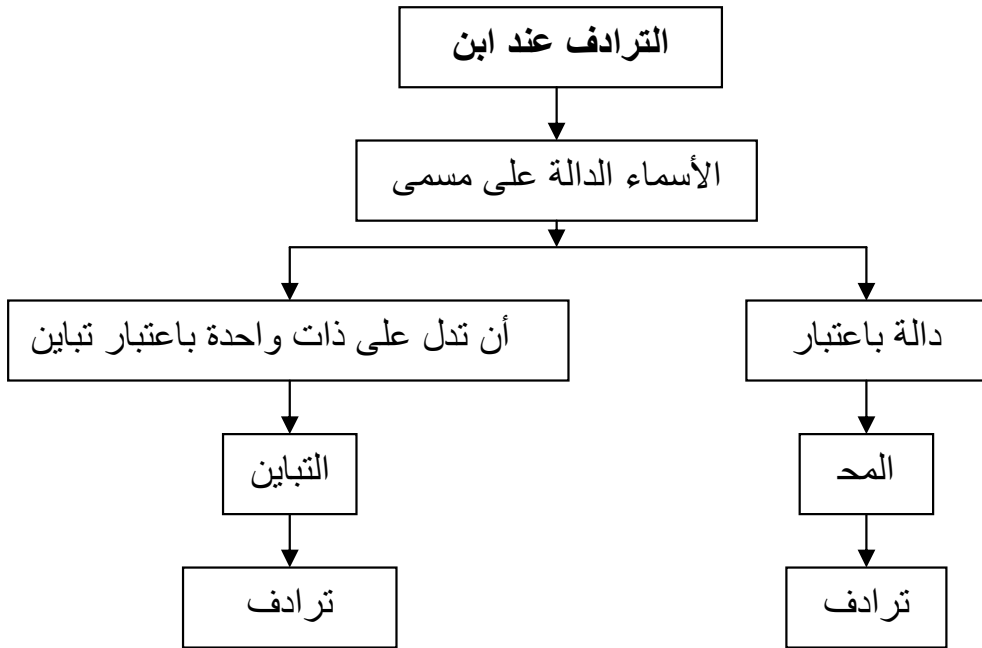 الترادف عند ابن
الأسماء الدالة على مسمى
دالة باعتبار
أن تدل على ذات واحدة باعتبار تباين
المحـ
التباين
ترادف
ترادف